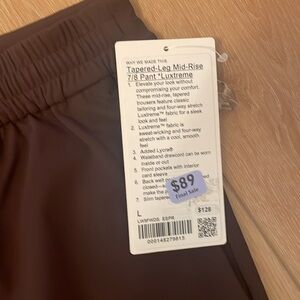 WHY WE MADE THIS
Tapered-Leg Mid-Rise
7/8 Pant *Luxtreme
1. Elevate your look without
compromising your comfort.
These mid-rise, tapered
trousers feature classic
tailoring and four-way stretch
Luxtreme™ fabric for a sleek
look and feel
2. Luxtreme™ fabric is
sweat-wicking and four-way
stretch with a cool, smooth
feel
3. Added Lycra®
4. Waistband drawcord can be worn
inside or out
5. Front pockets with interior
card sleeve
6. Back
closed
make the
7. Slim tapered
$89
Final Sale
L
$128
LW5FWDS